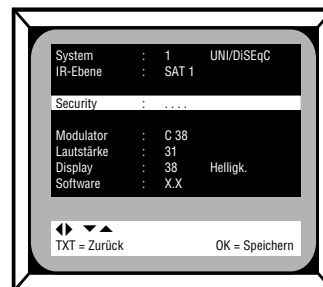 System : 1 UNI/DiSEqC
IR-Ebene : SAT 1
Security : . . . .
Modulator : C 38
Lautstärke : 31
Display : 38 Helligk.
Software : X.X
TXT = Zurück OK = Speichern